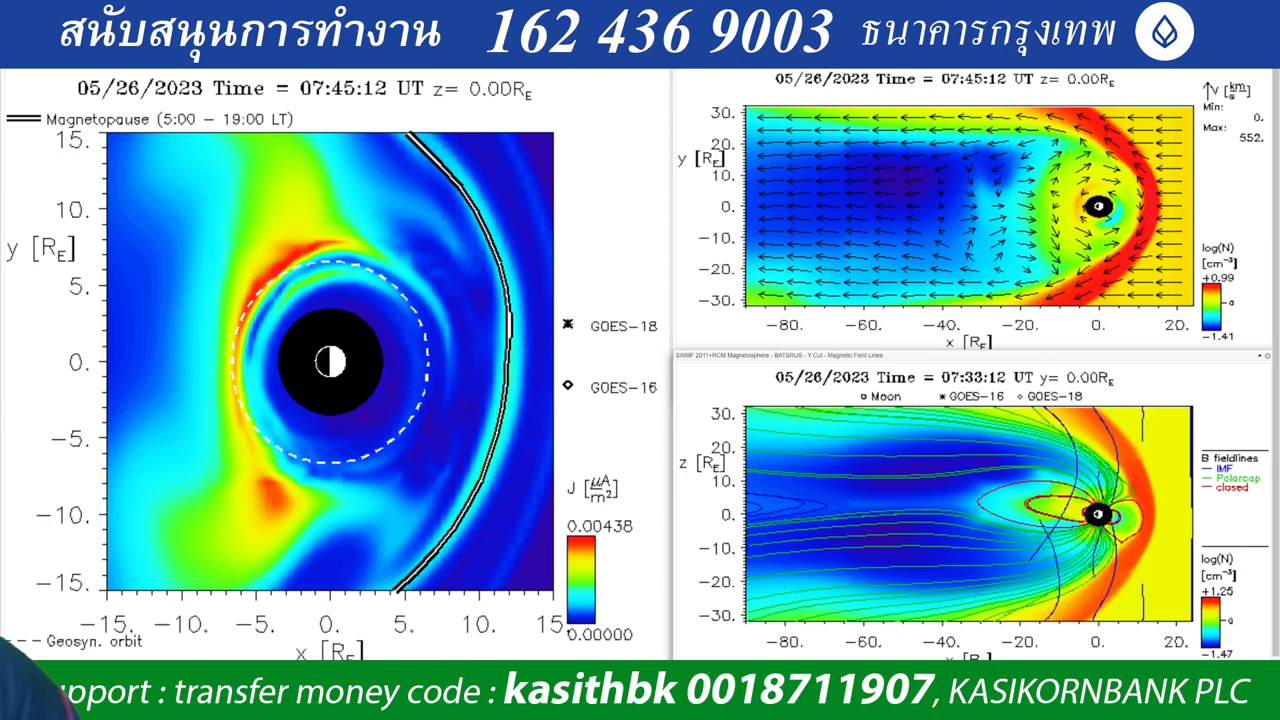 สนับสนุนการทำงาน 162 436 9003 ธนาคารกรุงเทพ
05/26/2023 Time = 07:45:12 UT z= 0.00RE
Magnetopause (5:00 – 19:00 LT)
15.
10.
5.
0.
−5.
−10.
−15.
y [RE]
−15. −10. −5. 0. 5. 10. 15.
x [RE]
Geosyn. orbit
GOES-18
GOES-16
J [μA/m2]
0.00438
0.00000
05/26/2023 Time = 07:45:12 UT z= 0.00RE
30.
20.
10.
0.
−10.
−20.
−30.
y [RE]
−80. −60. −40. −20. 0. 20.
x [RE]
V [km/s]
Min:
0.
Max:
552.
log(N)
[cm−3]
+0.99
−1.41
SWMF 2011+RCM Magnetosphere - BATSRUS - Y Cut - Magnetic Field Lines
05/26/2023 Time = 07:33:12 UT y= 0.00RE
Moon GOES-16 GOES-18
30.
20.
10.
0.
−10.
−20.
−30.
z [RE]
−80. −60. −40. −20. 0. 20.
B fieldlines
IMF
Polarcap
closed
log(N)
[cm−3]
+1.25
−1.47
upport : transfer money code : kasithbk 0018711907, KASIKORNBANK PLC